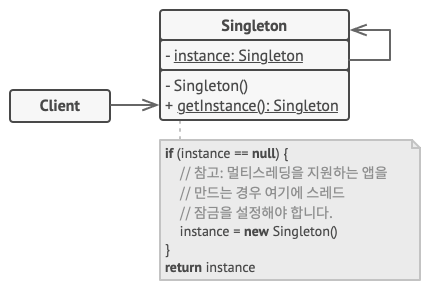 Singleton
- instance: Singleton
- Singleton()
+ getInstance(): Singleton
Client
if (instance == null) {
// 참고: 멀티스레딩을 지원하는 앱을
// 만드는 경우 여기에 스레드
// 잠금을 설정해야 합니다.
instance = new Singleton()
}
return instance